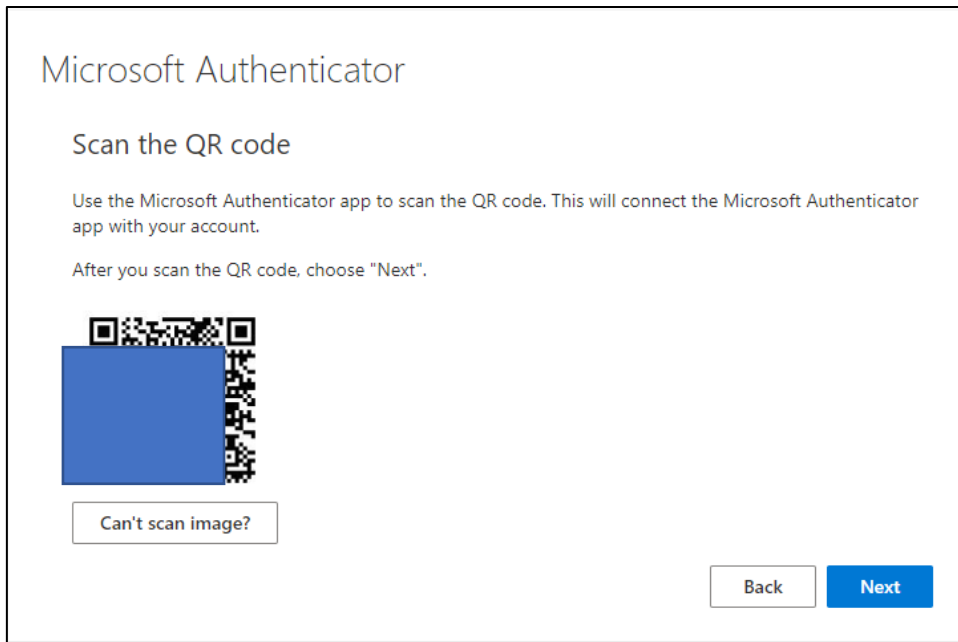 Microsoft Authenticator
Scan the QR code
Use the Microsoft Authenticator app to scan the QR code. This will connect the Microsoft Authenticator
app with your account.
After you scan the QR code, choose "Next".
Can't scan image?
Back
Next